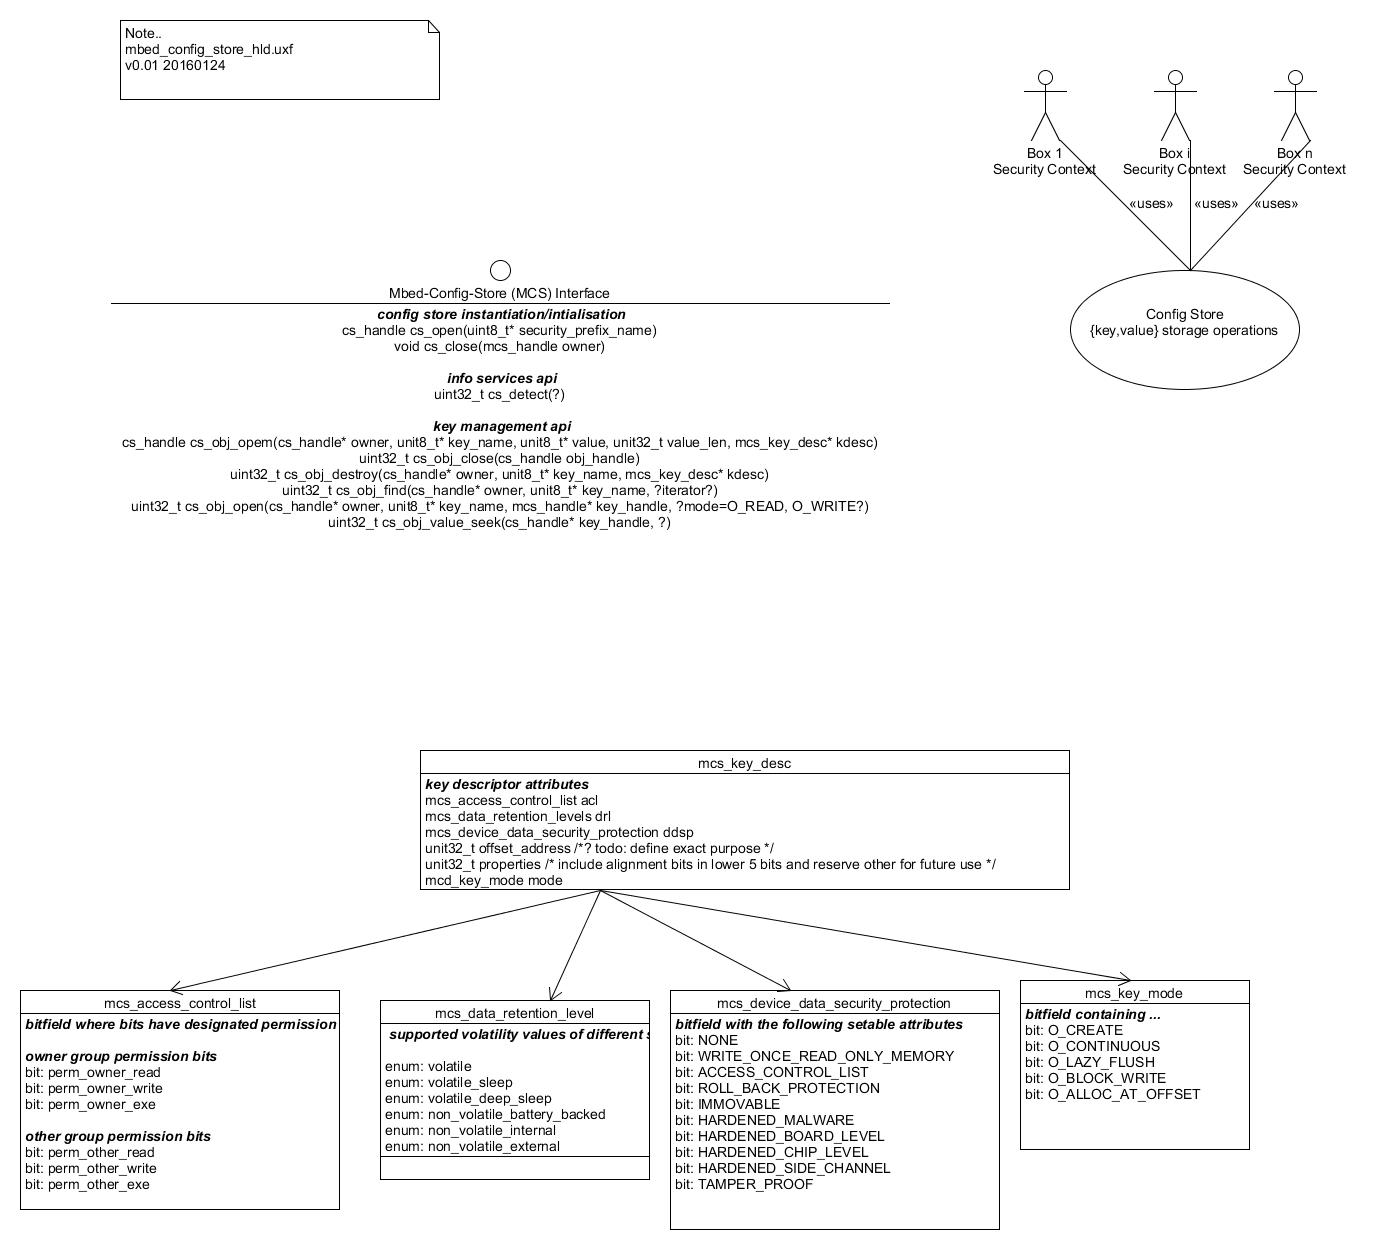 Note..
mbed_config_store_hld.uxf
v0.01 20160124
Box 1
Security Context
Box i
Security Context
Box n
Security Context
«uses»
«uses»
«uses»
Config Store
{key,value} storage operations
Mbed-Config-Store (MCS) Interface
config store instantiation/intialisation
cs_handle cs_open(uint8_t* security_prefix_name)
void cs_close(mcs_handle owner)
info services api
uint32_t cs_detect(?)
key management api
cs_handle cs_obj_opem(cs_handle* owner, unit8_t* key_name, unit8_t* value, unit32_t value_len, mcs_key_desc* kdesc)
uint32_t cs_obj_close(cs_handle obj_handle)
uint32_t cs_obj_destroy(cs_handle* owner, unit8_t* key_name, mcs_key_desc* kdesc)
uint32_t cs_obj_find(cs_handle* owner, unit8_t* key_name, ?iterator?)
uint32_t cs_obj_open(cs_handle* owner, unit8_t* key_name, mcs_handle* key_handle, ?mode=O_READ, O_WRITE?)
uint32_t cs_obj_value_seek(cs_handle* key_handle, ?)
mcs_key_desc
key descriptor attributes
mcs_access_control_list acl
mcs_data_retention_levels drl
mcs_device_data_security_protection ddsp
unit32_t offset_address /*? todo: define exact purpose */
unit32_t properties /* include alignment bits in lower 5 bits and reserve other for future use */
mcd_key_mode mode
mcs_access_control_list
bitfield where bits have designated permission
owner group permission bits
bit: perm_owner_read
bit: perm_owner_write
bit: perm_owner_exe
other group permission bits
bit: perm_other_read
bit: perm_other_write
bit: perm_other_exe
mcs_data_retention_level
supported volatility values of different
enum: volatile
enum: volatile_sleep
enum: volatile_deep_sleep
enum: non_volatile_battery_backed
enum: non_volatile_internal
enum: non_volatile_external
mcs_device_data_security_protection
bitfield with the following setable attributes
bit: NONE
bit: WRITE_ONCE_READ_ONLY_MEMORY
bit: ACCESS_CONTROL_LIST
bit: ROLL_BACK_PROTECTION
bit: IMMOVABLE
bit: HARDENED_MALWARE
bit: HARDENED_BOARD_LEVEL
bit: HARDENED_CHIP_LEVEL
bit: HARDENED_SIDE_CHANNEL
bit: TAMPER_PROOF
mcs_key_mode
bitfield containing ...
bit: O_CREATE
bit: O_CONTINUOUS
bit: O_LAZY_FLUSH
bit: O_BLOCK_WRITE
bit: O_ALLOC_AT_OFFSET